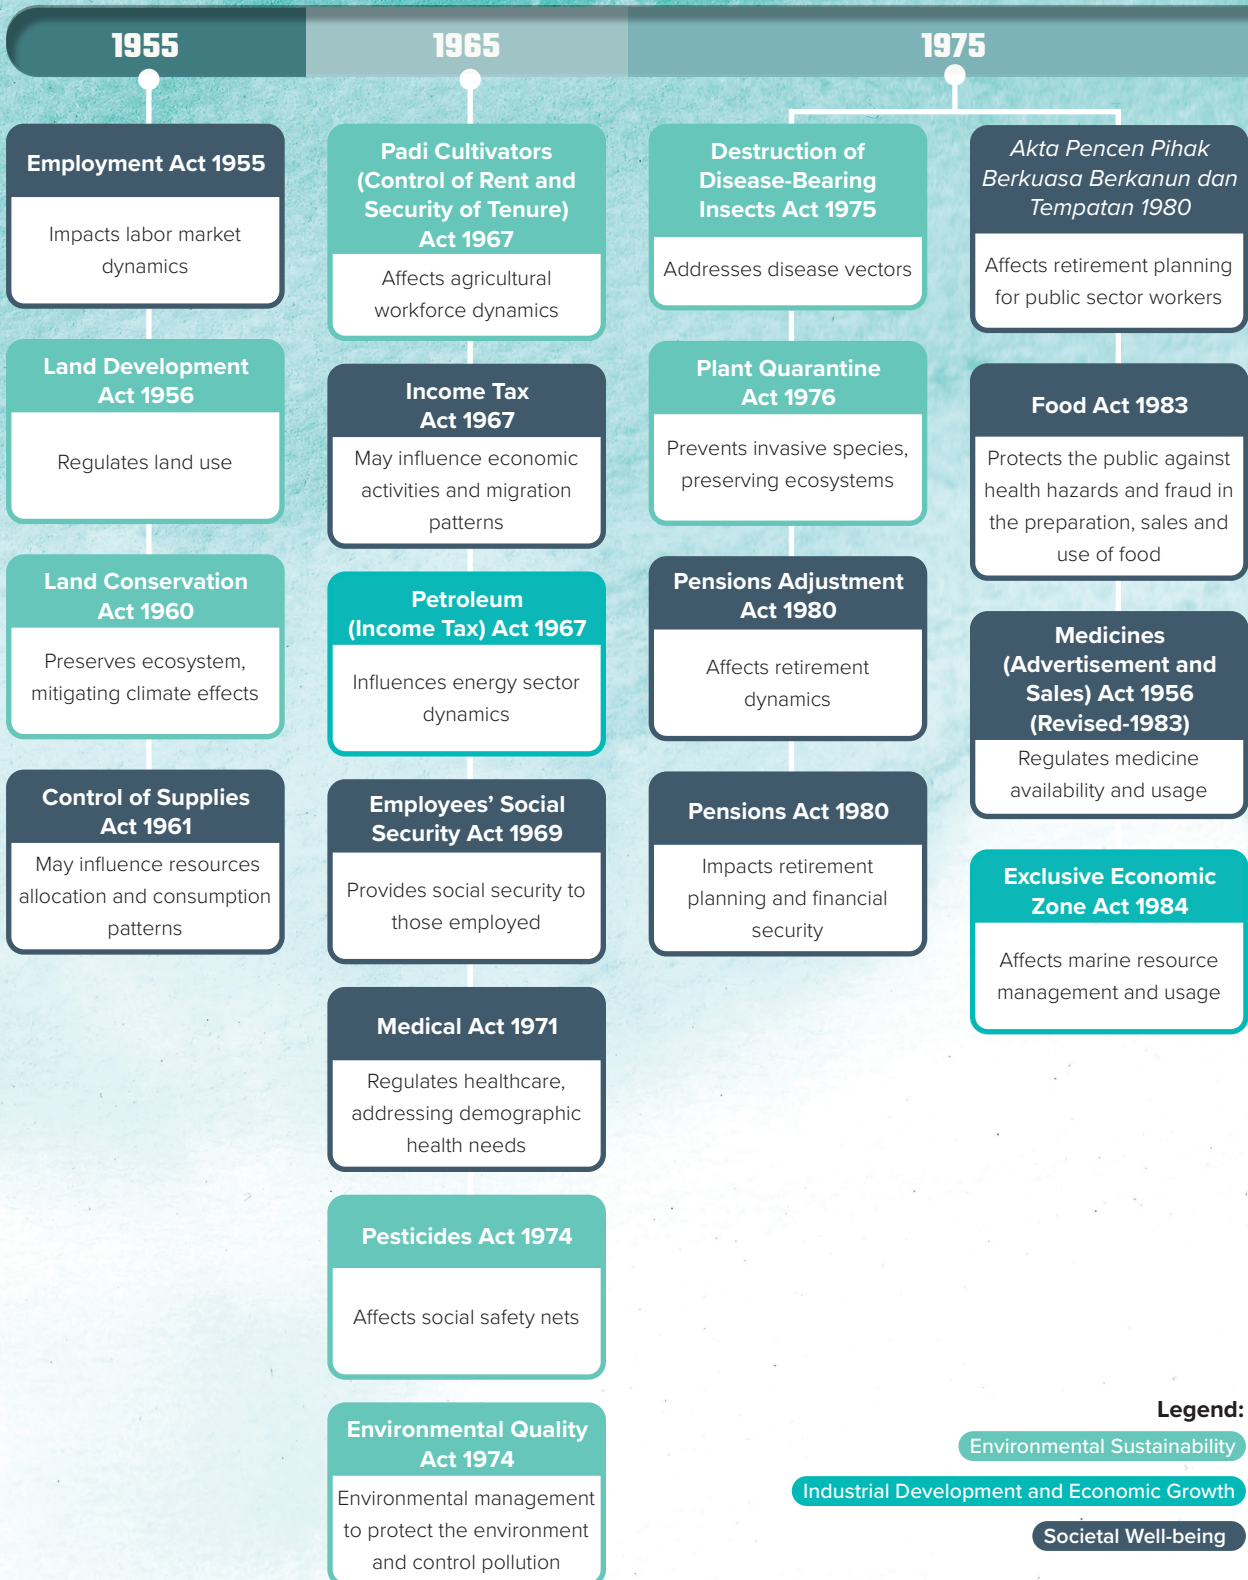 1955
1965
1975
Employment Act 1955
Impacts labor market
dynamics
Land Development
Act 1956
Regulates land use
Land Conservation
Act 1960
Preserves ecosystem,
mitigating climate effects
Control of Supplies
Act 1961
May influence resources
allocation and consumption
patterns
Padi Cultivators
(Control of Rent and
Security of Tenure)
Act 1967
Affects agricultural
workforce dynamics
Income Tax
Act 1967
May influence economic
activities and migration
patterns
Petroleum
(Income Tax) Act 1967
Influences energy sector
dynamics
Employees’ Social
Security Act 1969
Provides social security to
those employed
Medical Act 1971
Regulates healthcare,
addressing demographic
health needs
Pesticides Act 1974
Affects social safety nets
Environmental Quality
Act 1974
Environmental management
to protect the environment
and control pollution
Destruction of
Disease-Bearing
Insects Act 1975
Addresses disease vectors
Plant Quarantine
Act 1976
Prevents invasive species,
preserving ecosystems
Pensions Adjustment
Act 1980
Affects retirement
dynamics
Pensions Act 1980
Impacts retirement
planning and financial
security
Akta Pencen Pihak
Berkuasa Berkanun dan
Tempatan 1980
Affects retirement planning
for public sector workers
Food Act 1983
Protects the public against
health hazards and fraud in
the preparation, sales and
use of food
Medicines
(Advertisement and
Sales) Act 1956
(Revised-1983)
Regulates medicine
availability and usage
Exclusive Economic
Zone Act 1984
Affects marine resource
management and usage
Legend:
Environmental Sustainability
Industrial Development and Economic Growth
Societal Well-being